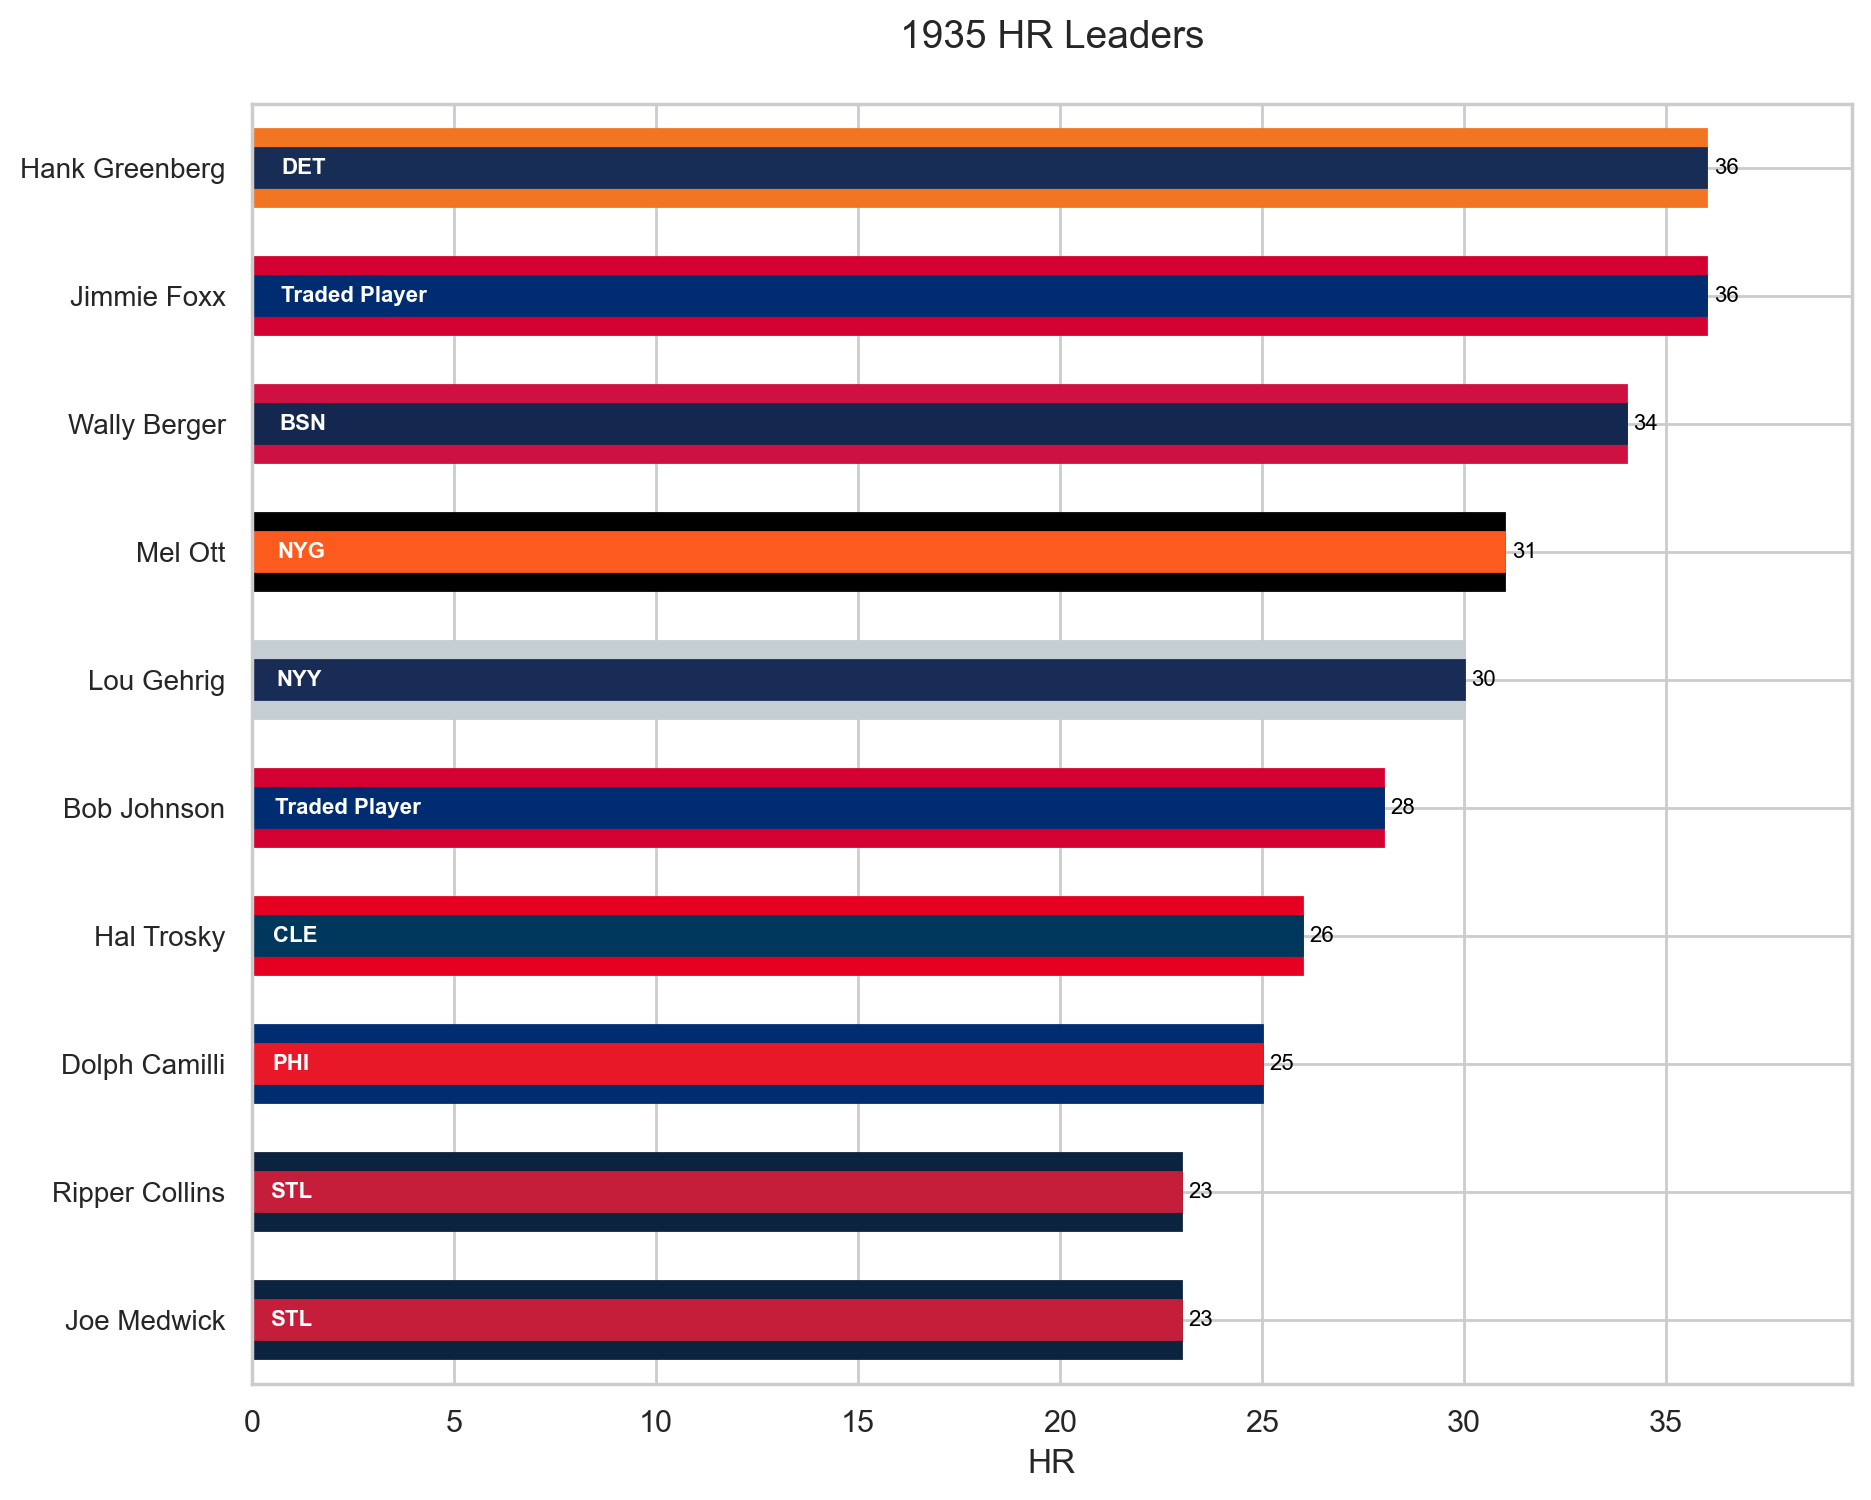 1935 HR Leaders
Hank Greenberg DET 36
Jimmie Foxx Traded Player 36
Wally Berger BSN 34
Mel Ott NYG 31
Lou Gehrig NYY 30
Bob Johnson Traded Player 28
Hal Trosky CLE 26
Dolph Camilli PHI 25
Ripper Collins STL 23
Joe Medwick STL 23
0 5 10 15 20 25 30 35
HR